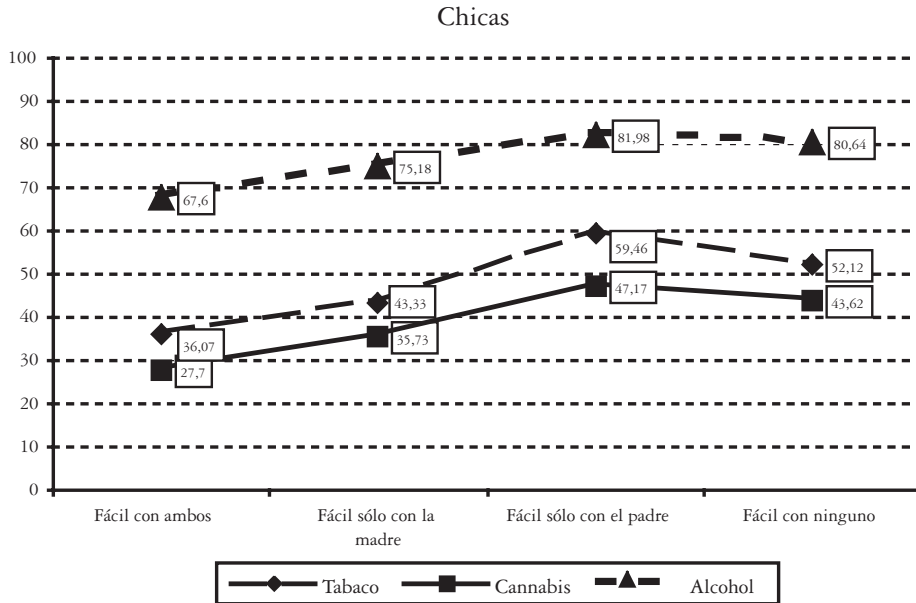 Chicas
100
90
80
70
60
50
40
30
20
10
0
67,6
75,18
81,98
80,64
36,07
43,33
59,46
52,12
27,7
35,73
47,17
43,62
Fácil con ambos
Fácil sólo con la
madre
Fácil sólo con el padre
Fácil con ninguno
Tabaco
Cannabis
Alcohol